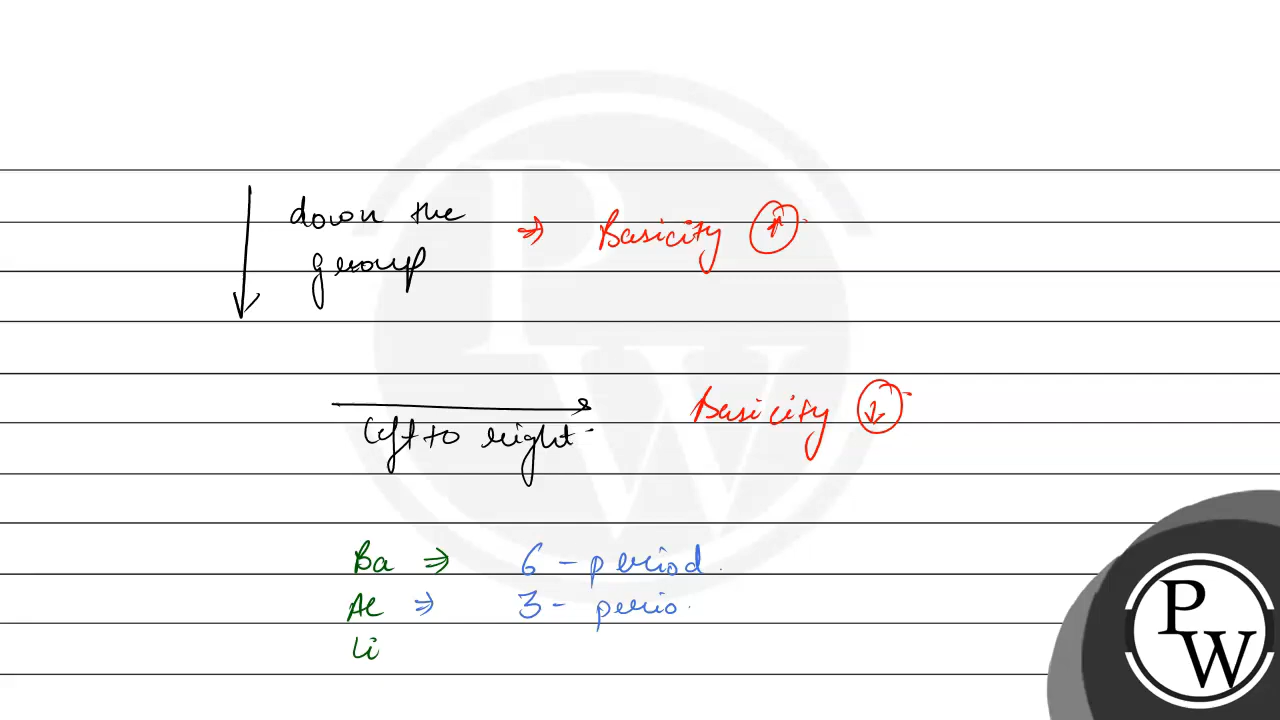 down the ⇒ Basicity ↑
group
left to right Basicity ↓
Ba ⇒ 6 - period.
Al ⇒ 3 - perio.
Li
P
W
P
W